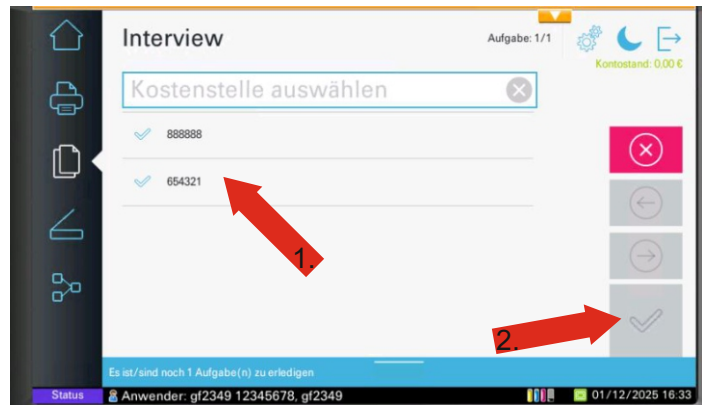 Interview
Aufgabe: 1/1
Kontostand: 0,00 €
Kostenstelle auswählen
888888
654321
1.
2.
Es ist/sind noch 1 Aufgabe(n) zu erledigen
Status
Anwender: gf2349 12345678, gf2349
01/12/2025 16:33